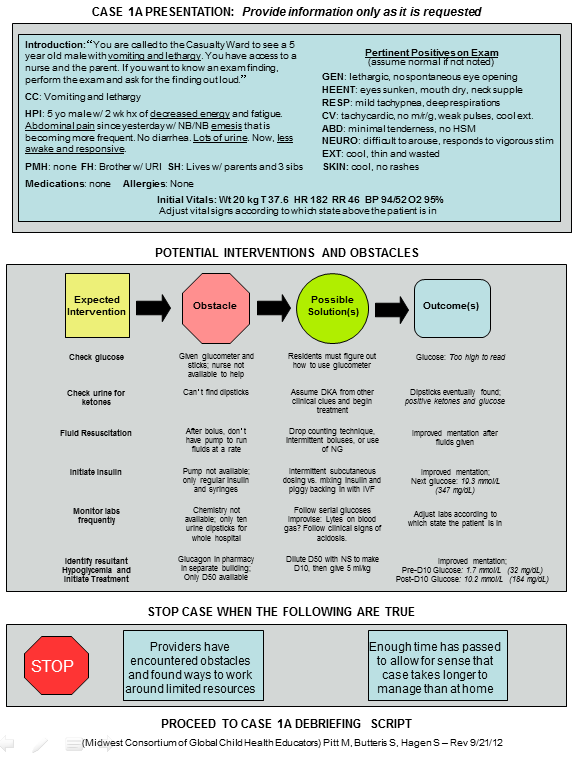 CASE 1A PRESENTATION: Provide information only as it is requested
Introduction:"You are called to the Casualty Ward to see a 5
year old male with vomiting and lethargy. You have access to
a nurse and the parent. If you want to know an exam finding,
perform the exam and ask for the finding out loud."
CC: Vomiting and lethargy
HPI: 5 yo male w/ 2 wk hx of decreased energy and fatigue.
Abdominal pain since yesterday w/ NB/NB emesis that is
becoming more frequent. No diarrhea. Lots of urine. Now, less
awake and responsive.
PMH: none FH: Brother w/ URI SH: Lives w/ parents and 3 sibs
Medications: none Allergies: None
Pertinent Positives on Exam
(assume normal if not noted)
GEN: lethargic, no spontaneous eye opening
HEENT: eyes sunken, mouth dry, neck supple
RESP: mild tachypnea, deep respirations
CV: tachycardic, no m/r/g, weak pulses, cool ext.
ABD: minimal tenderness, no HSM
NEURO: difficult to arouse, responds to vigorous stim
EXT: cool, thin and wasted
SKIN: cool, no rashes
Initial Vitals: Wt 20 kg T 37.6 HR 182 RR 46 BP 94/52 O2 95%
Adjust vital signs according to which state above the patient is in
POTENTIAL INTERVENTIONS AND OBSTACLES
Expected
Intervention
Obstacle
Possible
Solution(s)
Outcome(s)
Check glucose
Given glucometer and
sticks; nurse not
available to help
Residents must figure out
how to use glucometer
Glucose: Too high to read
Check urine for
ketones
Can't find dipsticks
Assume DKA from other
clinical clues and begin
treatment
Dipsticks eventually found;
positive ketones and glucose
Fluid Resuscitation
After bolus, don't
have pump to run
fluids at a rate
Drop counting technique,
intermittent boluses, or use
of NG
Improved mentation after
fluids given
Initiate insulin
Pump not available;
only regular insulin
and syringes
Intermittent subcutaneous
dosing vs. mixing insulin and
piggy backing in with IVF
Improved mentation;
Next glucose: 19.3 mmol/L
(347 mg/dL)
Monitor labs
frequently
Chemistry not
available; only ten
urine dipsticks for whole
hospital
Follow serial glucoses
Improvise: Lytes on blood
gas? Follow clinical signs of
acidosis.
Adjust labs according to
which state the patient is in
Identify resultant
Hypoglycemia and
Initiate Treatment
Glucagon in pharmacy
in separate building;
Only D50 available
Dilute D50 with NS to make
D10, then give 5 ml/kg
Improved mentation;
Pre-D10 Glucose: 1.7 mmol/L (32 mg/dL)
Post-D10 Glucose: 10.2 mmol/L (184 mg/dL)
STOP CASE WHEN THE FOLLOWING ARE TRUE
STOP
Providers have
encountered obstacles
and found ways to work
around limited resources
Enough time has passed
to allow for sense that
case takes longer to
manage than at home
PROCEED TO CASE 1A DEBRIEFING SCRIPT
(Midwest Consortium of Global Child Health Educators) Pitt M, Butteris S, Hagen S – Rev 9/21/12